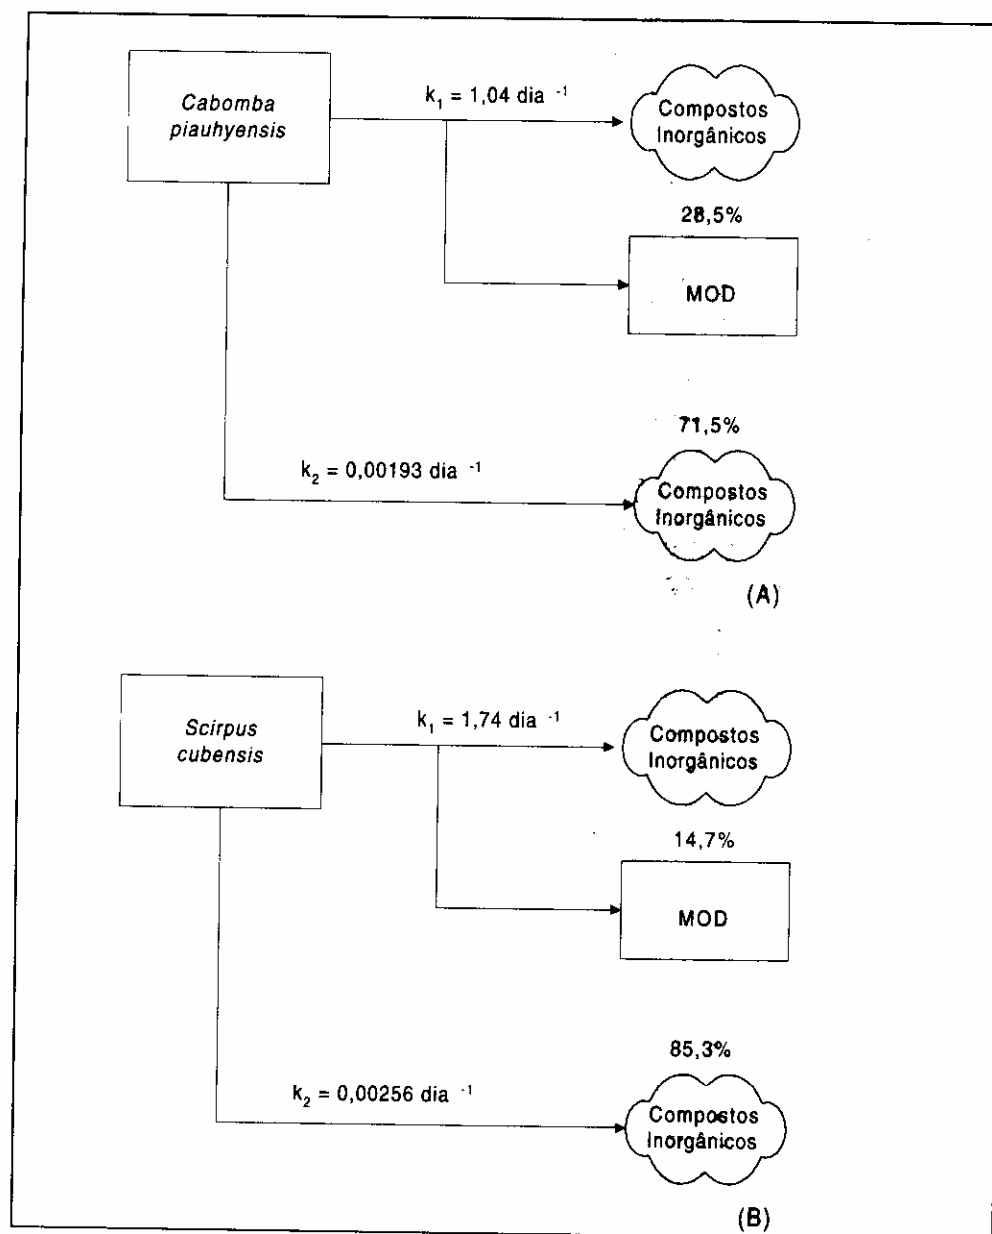 Cabomba
piauhyensis
k₁ = 1,04 dia ⁻¹
Compostos
Inorgânicos
28,5%
MOD
71,5%
k₂ = 0,00193 dia ⁻¹
Compostos
Inorgânicos
(A)
Scirpus
cubensis
k₁ = 1,74 dia ⁻¹
Compostos
Inorgânicos
14,7%
MOD
85,3%
k₂ = 0,00256 dia ⁻¹
Compostos
Inorgânicos
(B)